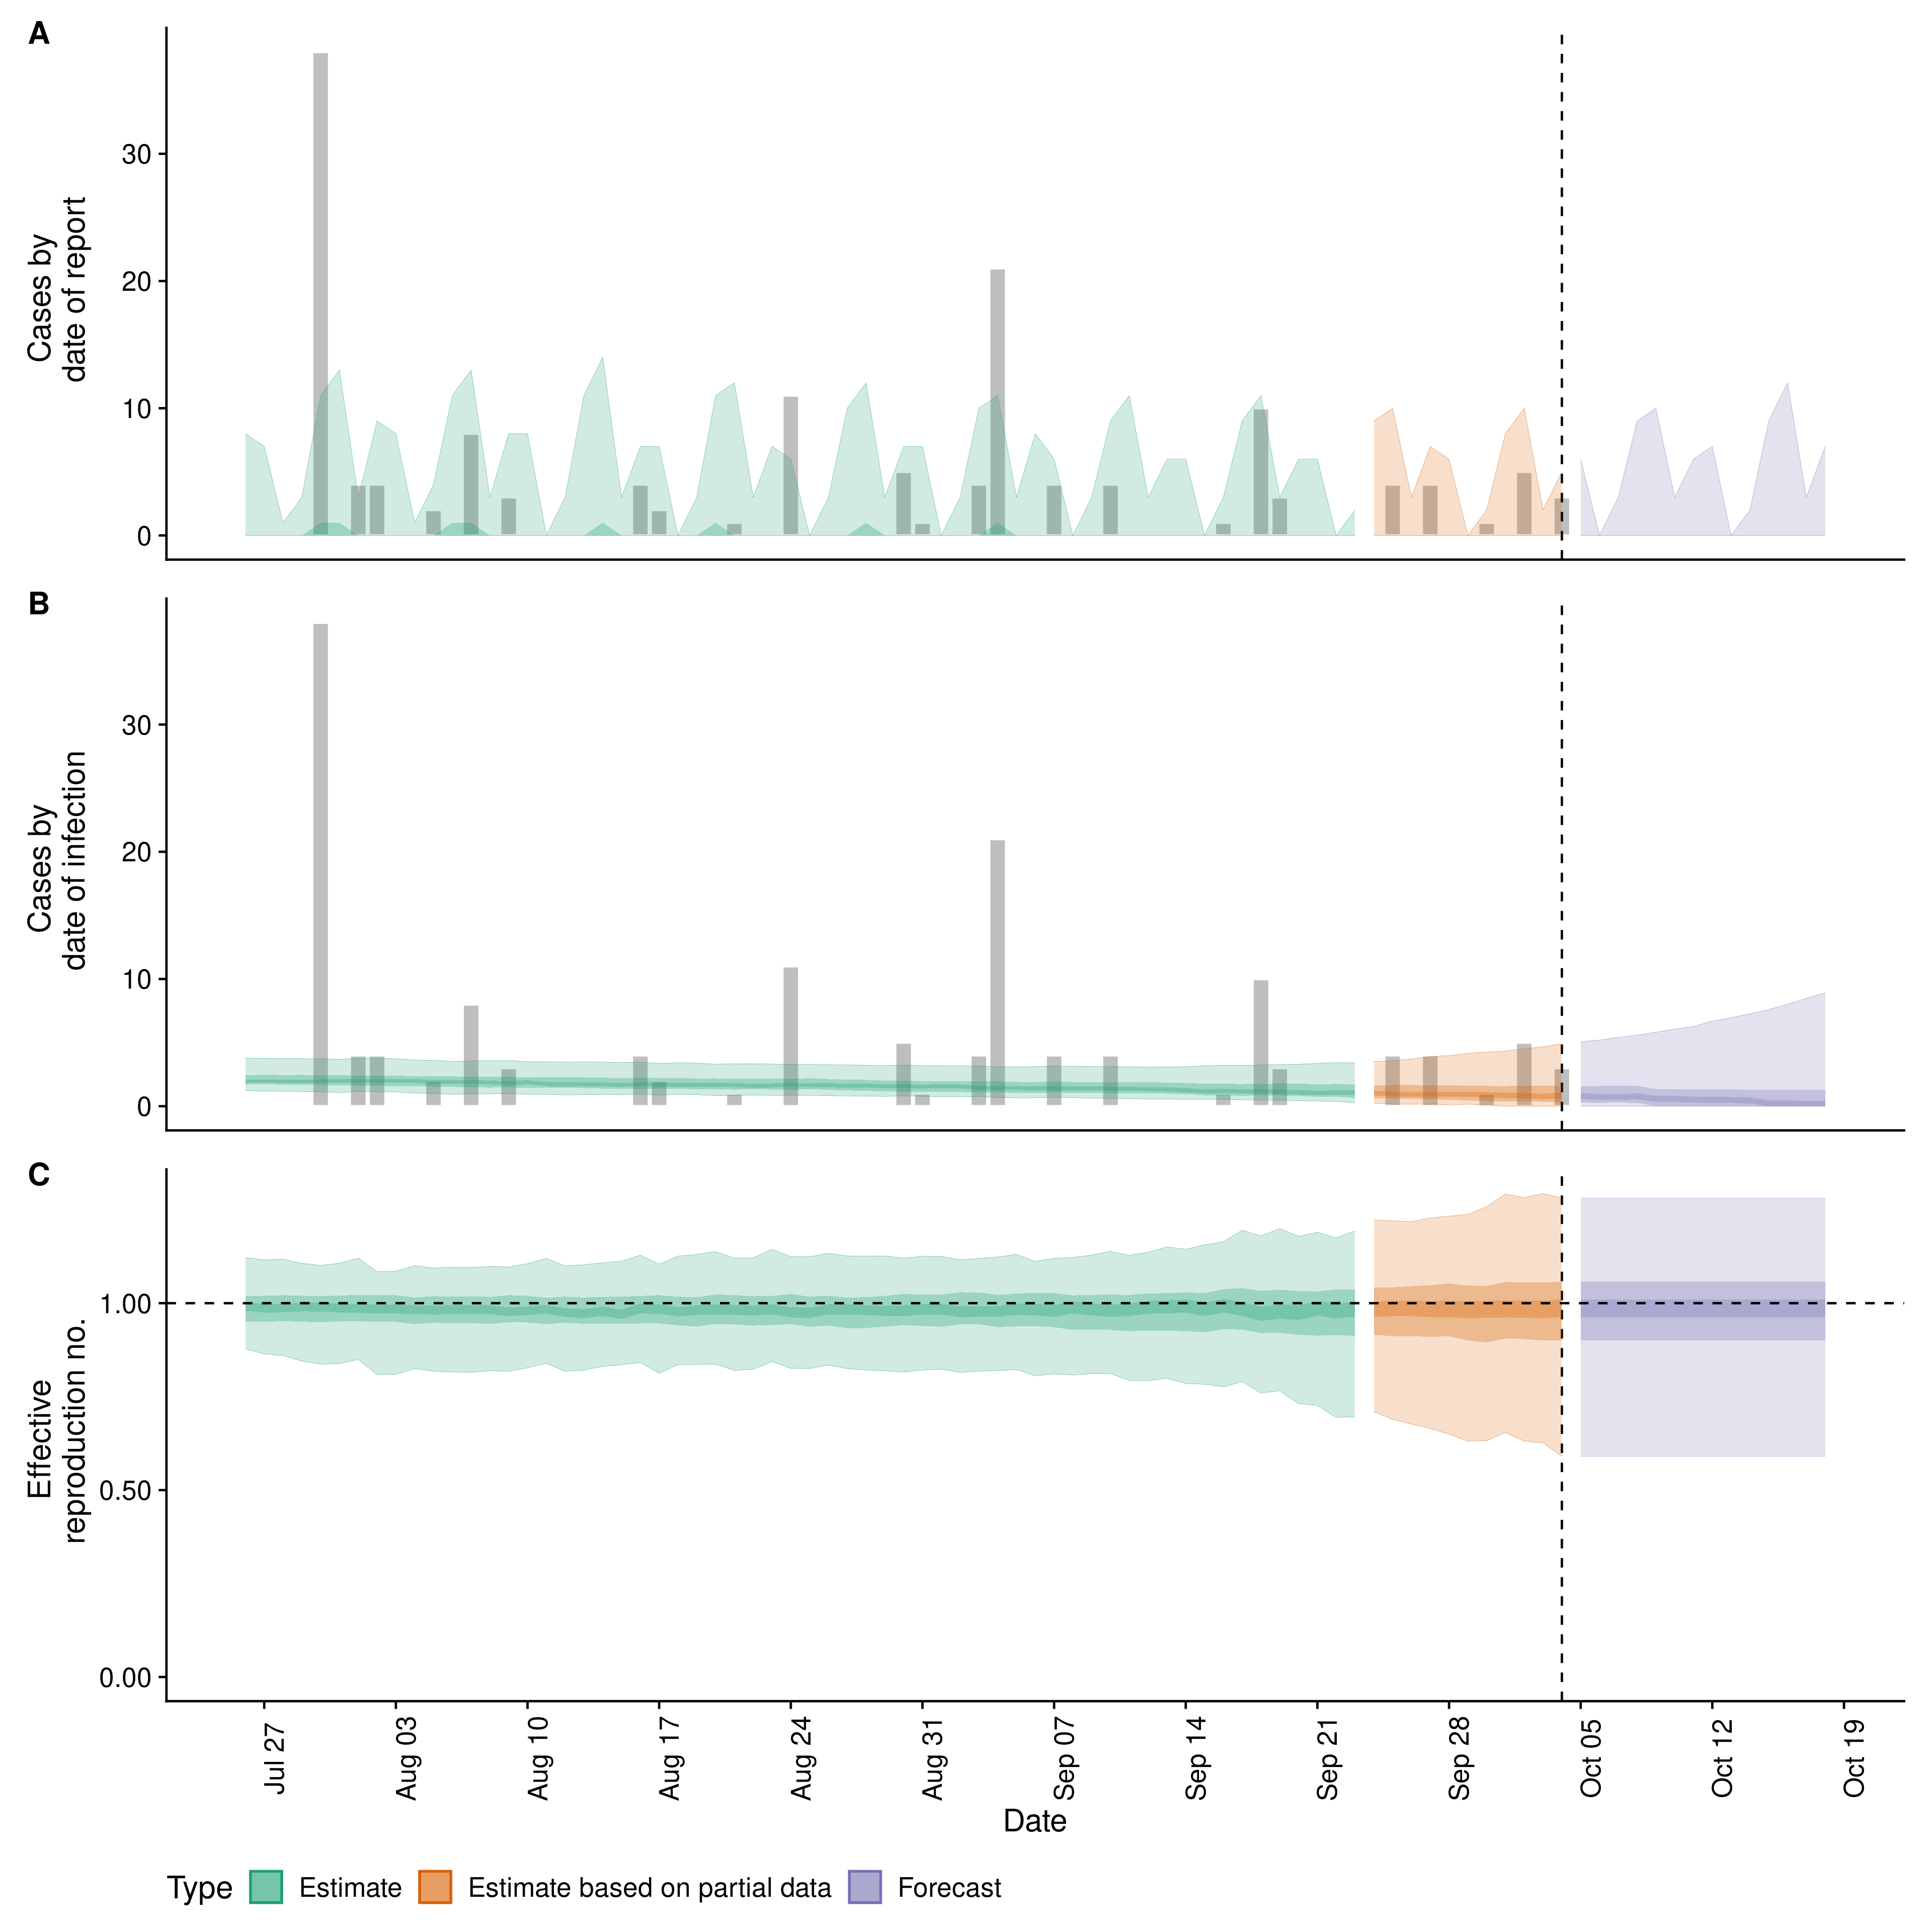 A
Cases by
date of report
30
20
10
0
B
Cases by
date of infection
30
20
10
0
C
Effective
reproduction no.
1.00
0.50
0.00
Jul 27
Aug 03
Aug 10
Aug 17
Aug 24
Aug 31
Sep 07
Sep 14
Sep 21
Sep 28
Oct 05
Oct 12
Oct 19
Date
Type Estimate Estimate based on partial data Forecast